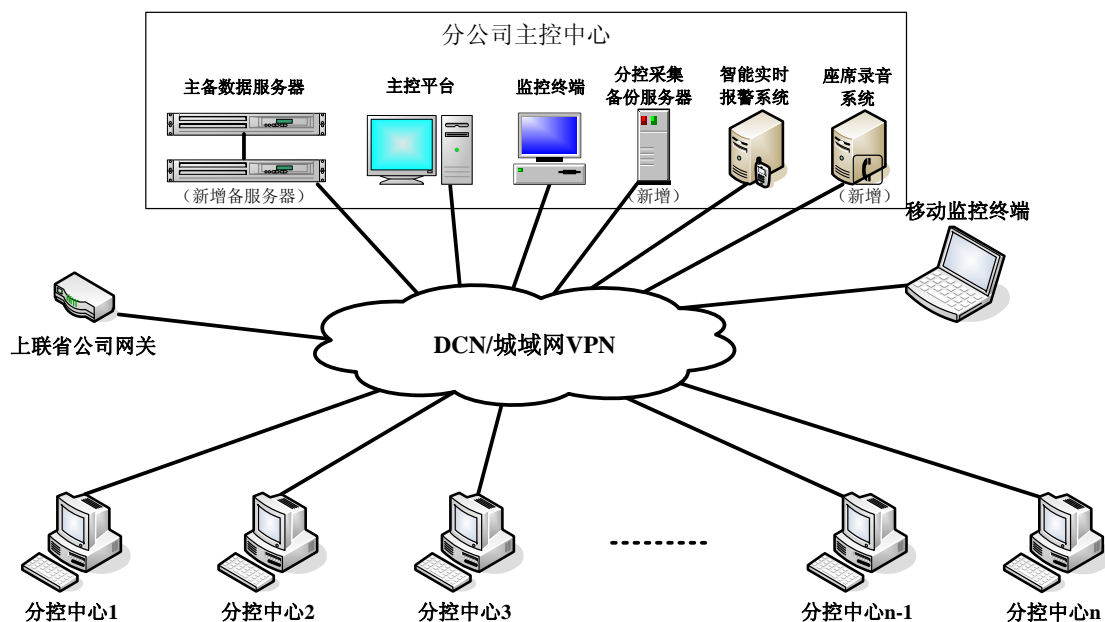 分公司主控中心
主备数据服务器
主控平台
监控终端
分控采集
备份服务器
智能实时
报警系统
座席录音
系统
（新增备服务器）
（新增）
（新增）
移动监控终端
上联省公司网关
DCN/城域网VPN
分控中心1
分控中心2
分控中心3
分控中心n-1
分控中心n